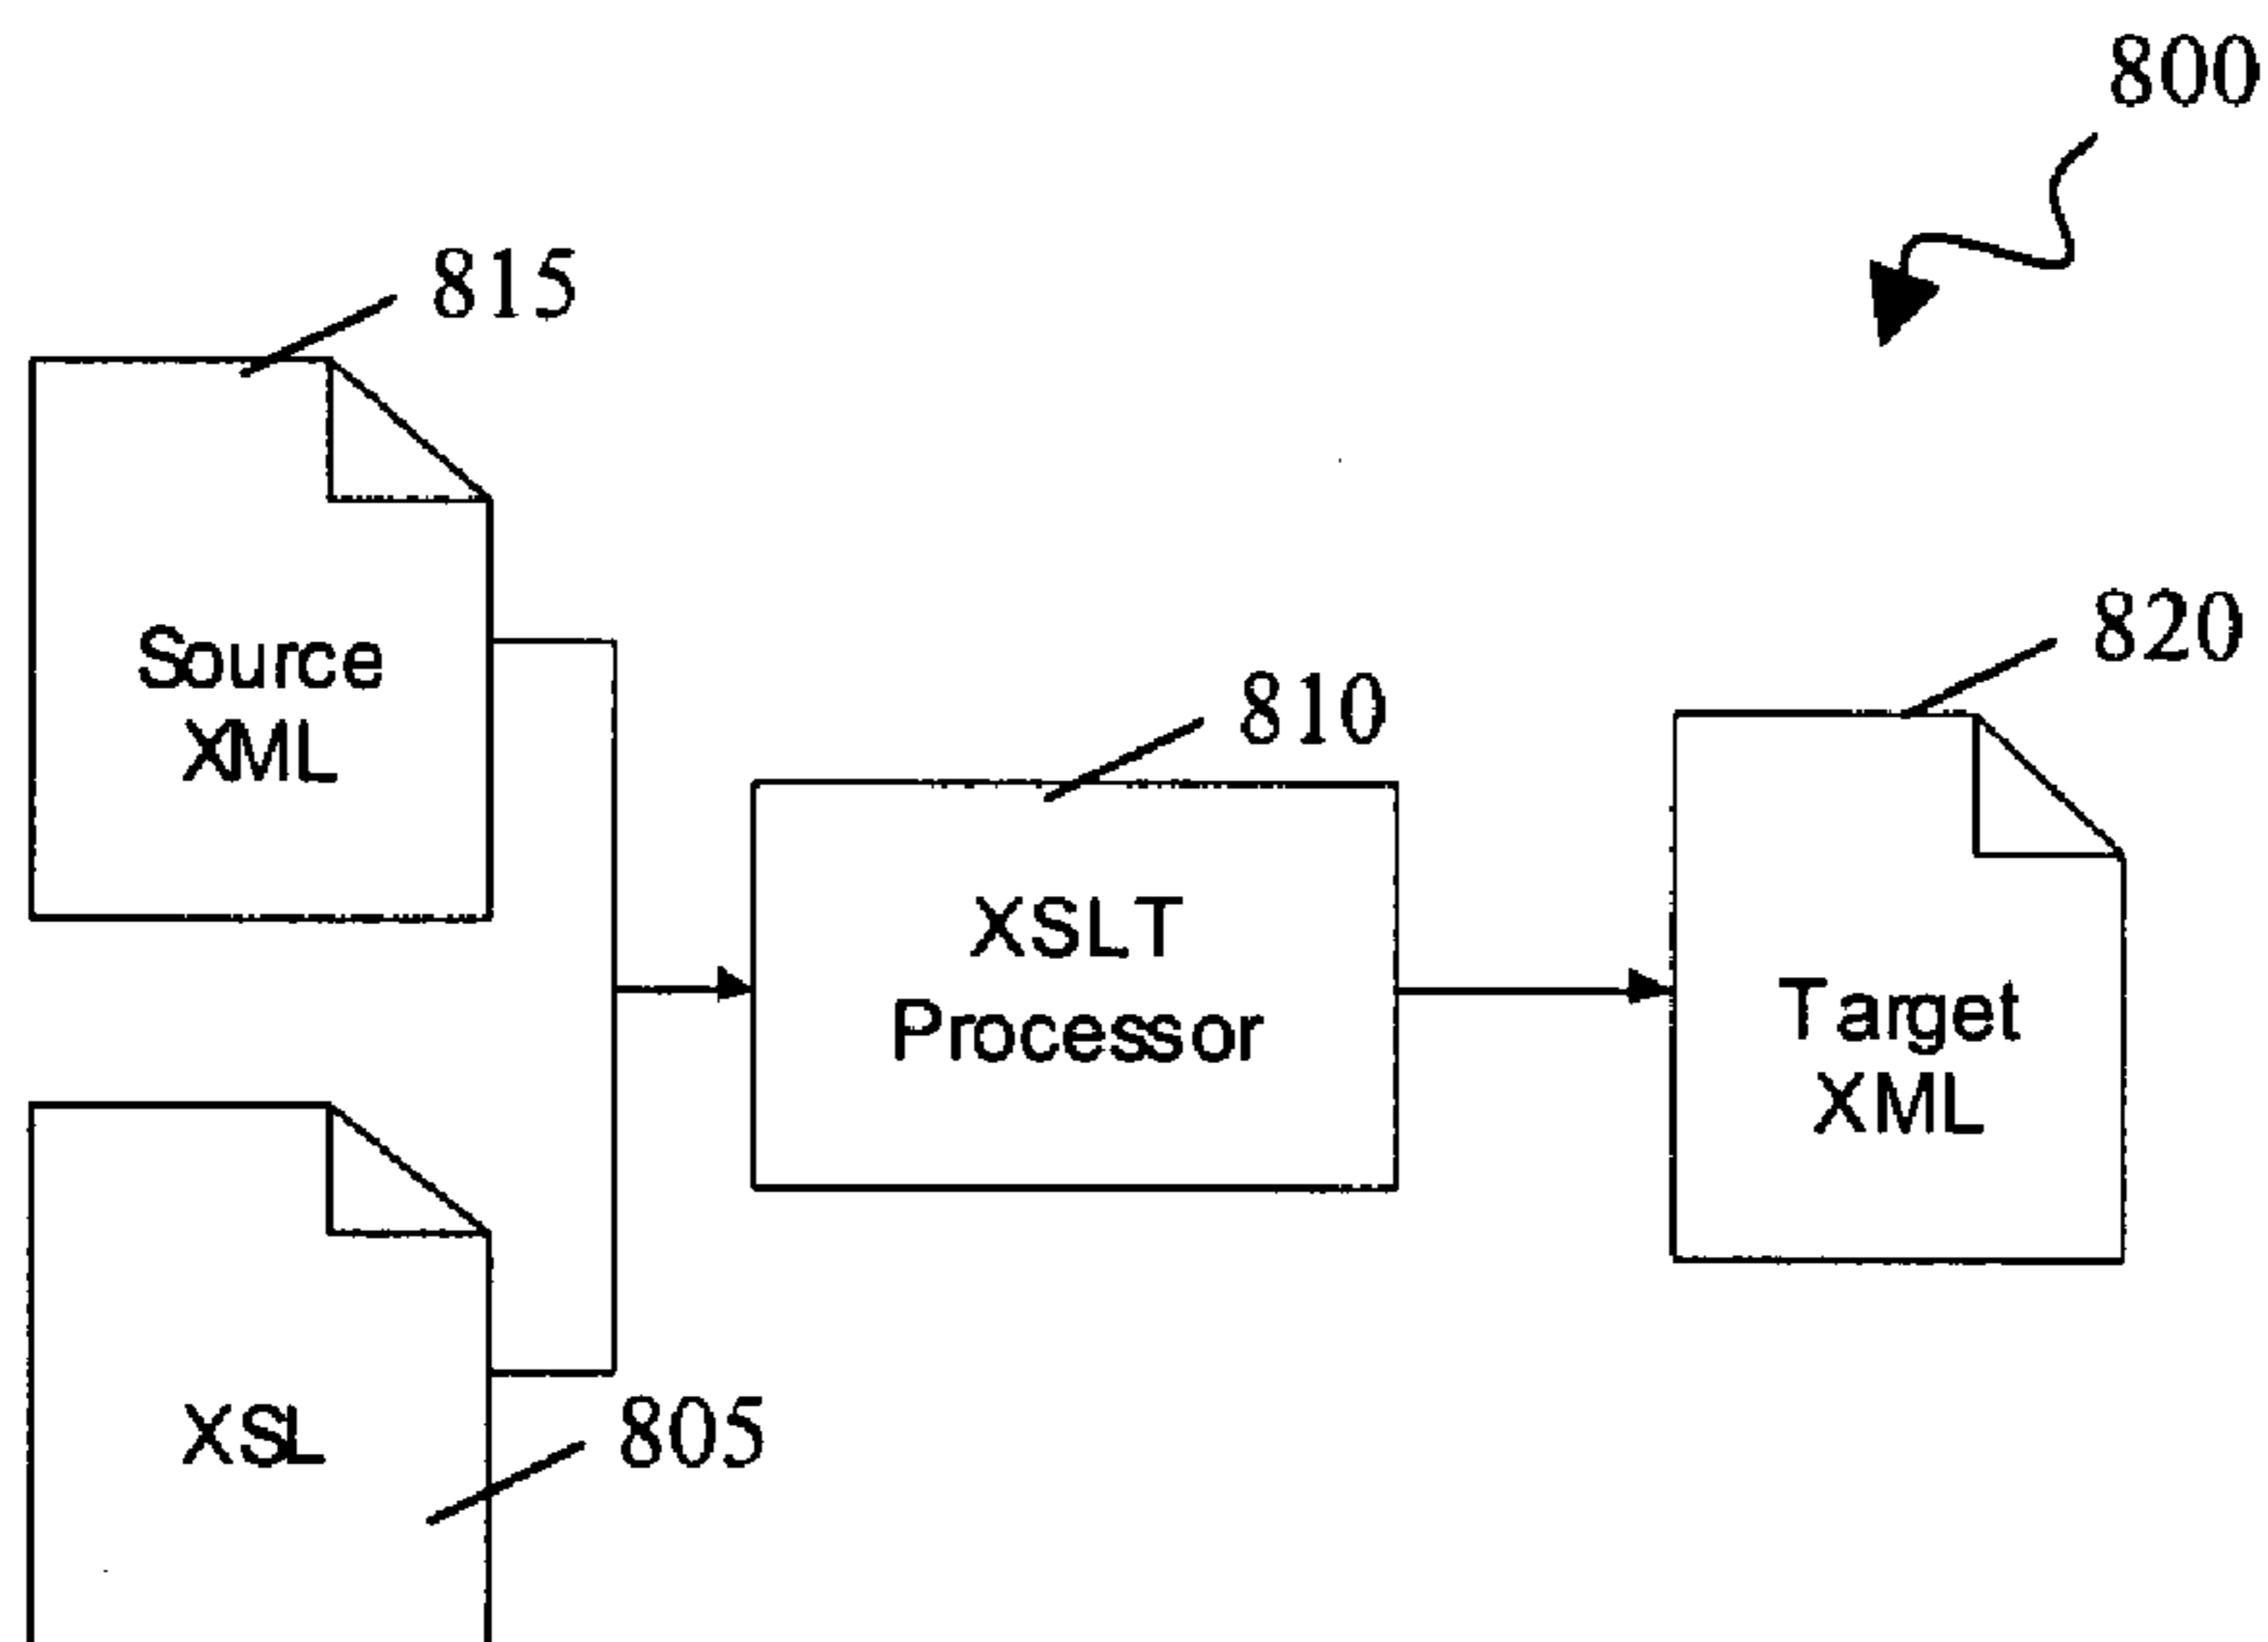 800
815
Source
XML
820
810
XSLT
Processor
Target
XML
XSL
805